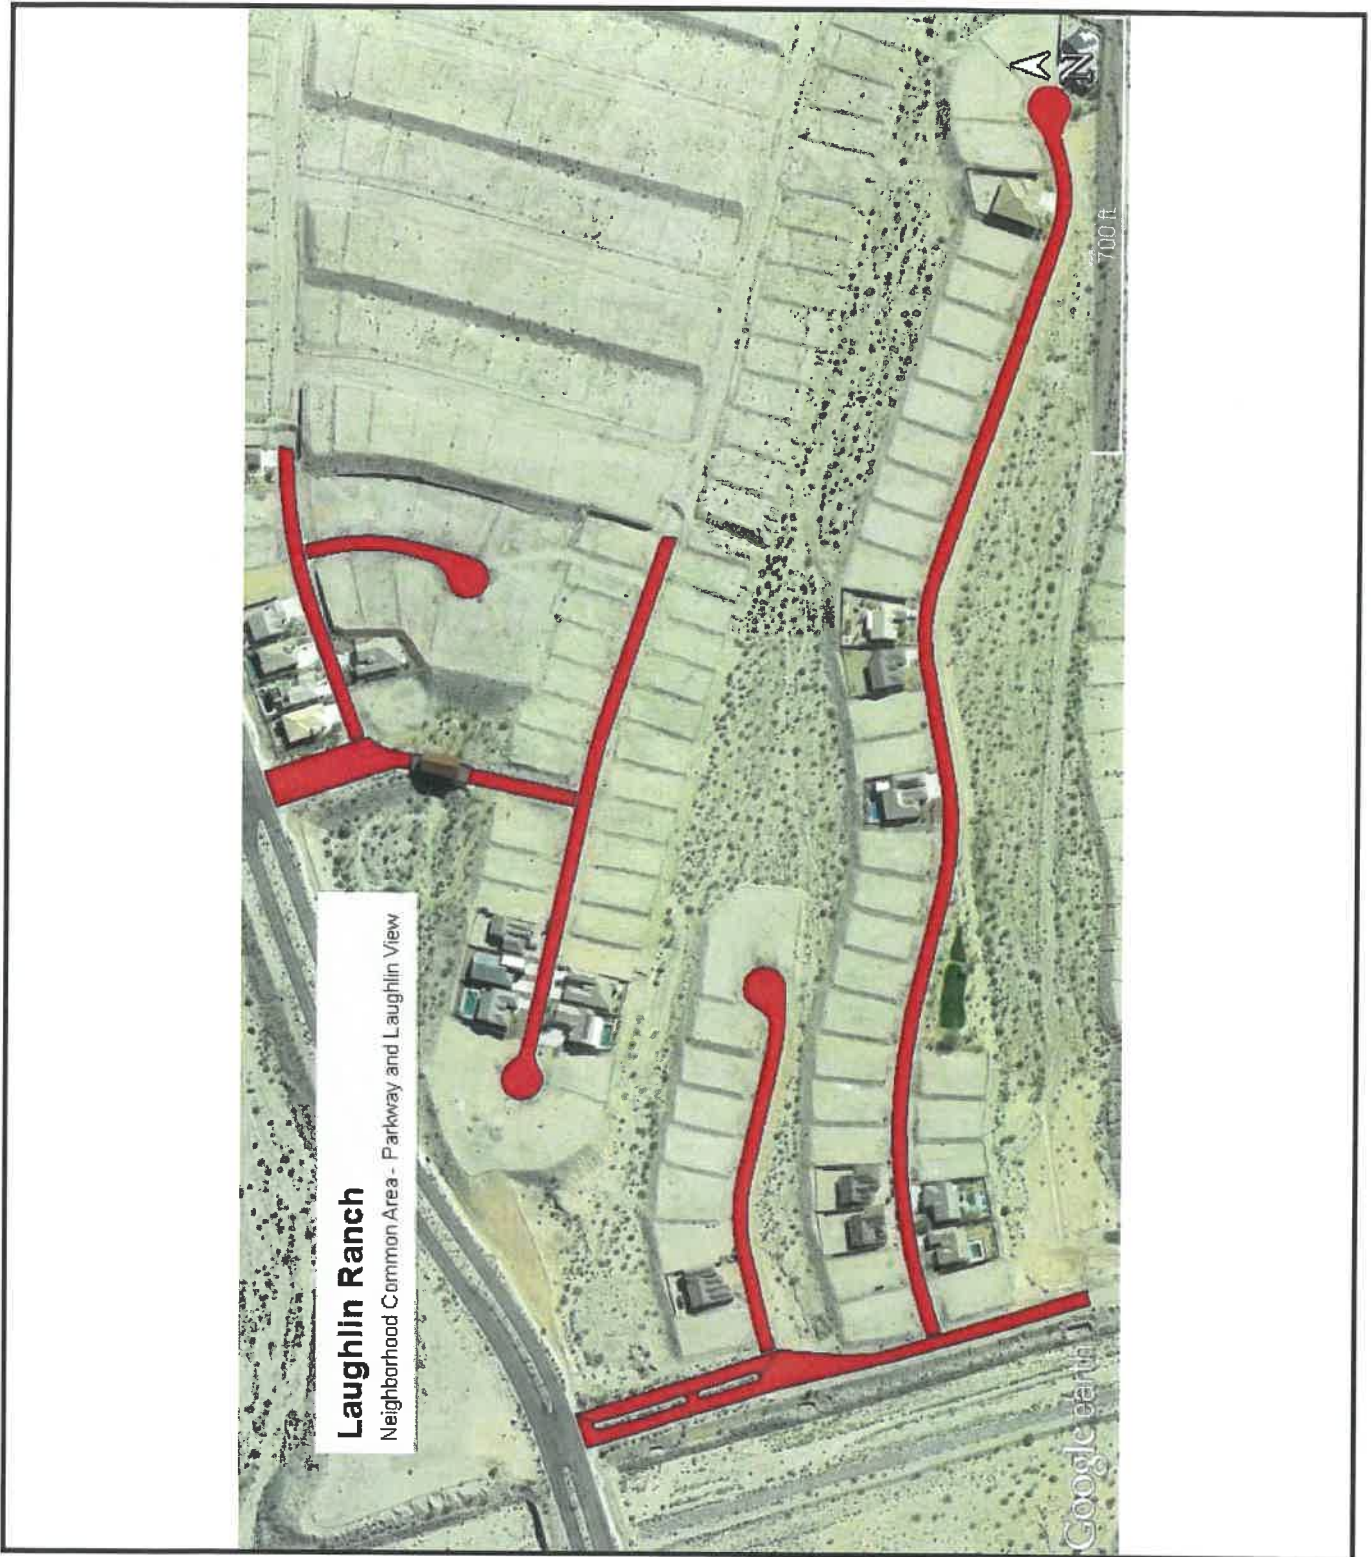 Laughlin Ranch
Neighborhood Common Area - Parkway and Laughlin View
N
700 ft
Google earth